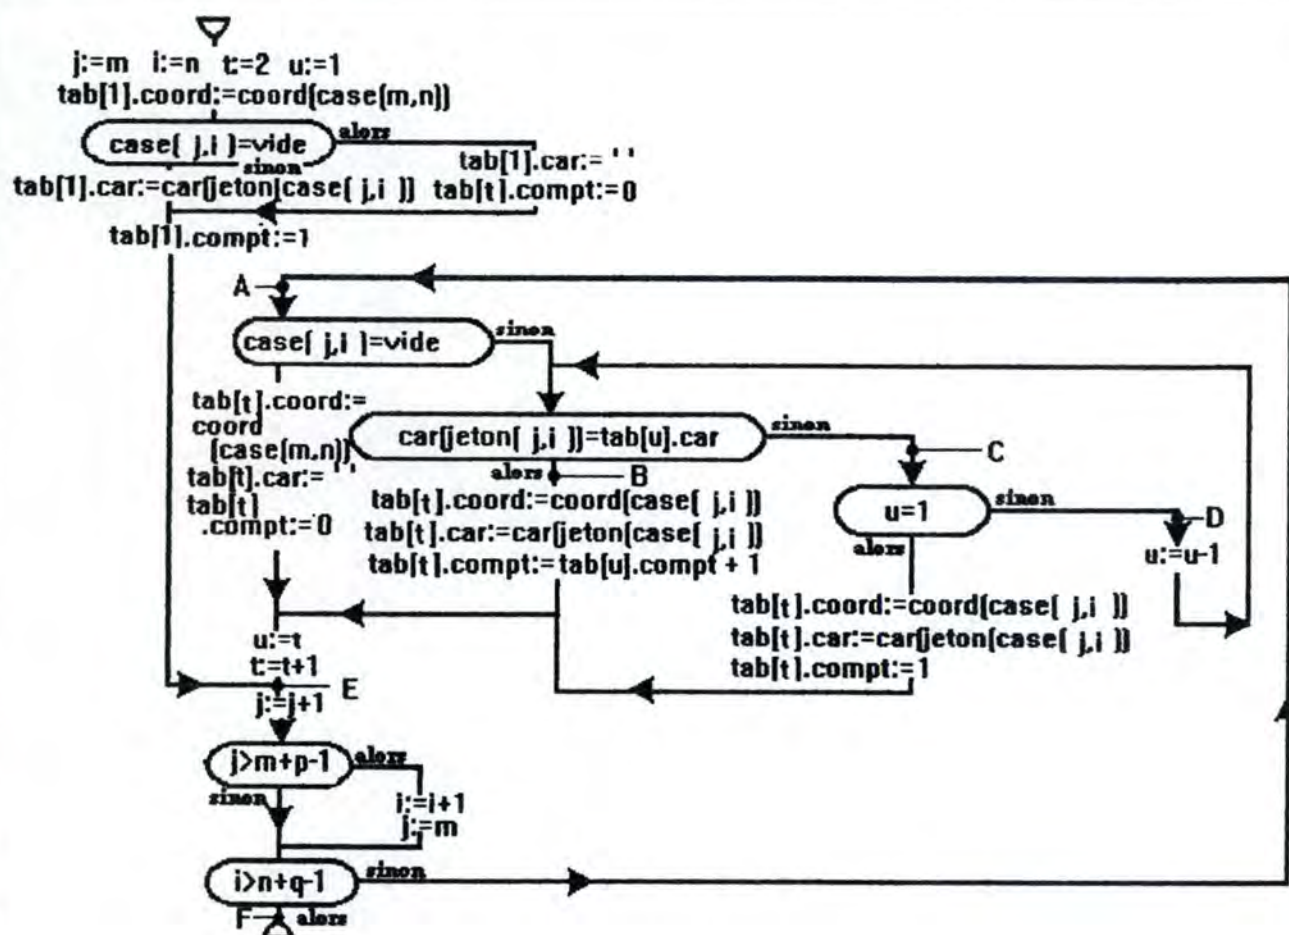 j:=m i:=n t:=2 u:=1
tab[1].coord:=coord(case(m,n))
case( j,i )=vide
alors
sinon
tab[1].car:= ' '
tab[1].car:=car(jeton(case( j,i ))
tab[t].compt:=0
tab[1].compt:=1
A
case( j,i )=vide
sinon
tab[t].coord:=
coord
(case(m,n))
tab[t].car:= ' '
tab[t]
.compt:=0
car(jeton( j,i ))=tab[u].car
sinon
alors
B
C
tab[t].coord:=coord(case( j,i ))
tab[t].car:=car(jeton(case( j,i ))
tab[t].compt:=tab[u].compt + 1
u=1
sinon
alors
D
u:=u-1
tab[t].coord:=coord(case( j,i ))
tab[t].car:=car(jeton(case( j,i ))
tab[t].compt:=1
u:=t
t:=t+1
E
j:=j+1
j>m+p-1
alors
sinon
i:=i+1
j:=m
i>n+q-1
sinon
F
alors